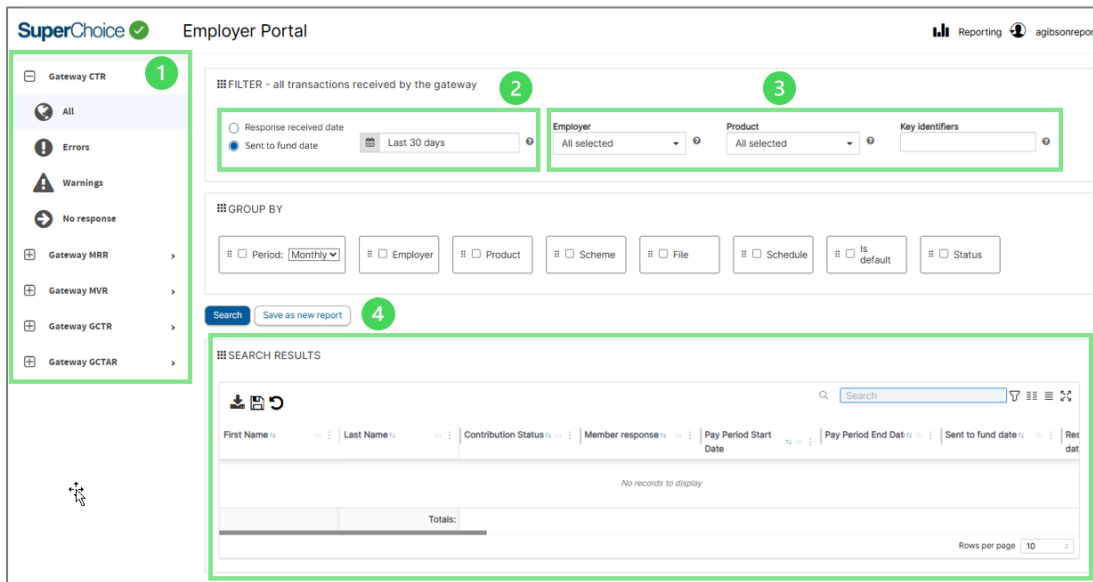 SuperChoice Employer Portal Reporting agibsonrepor
1
Gateway CTR
All
Errors
Warnings
No response
Gateway MRR
Gateway MVR
Gateway GCTR
Gateway GCTAR
FILTER - all transactions received by the gateway
2
3
Response received date
Sent to fund date
Last 30 days
Employer Product Key identifiers
All selected All selected
GROUP BY
Period: Monthly Employer Product Scheme File Schedule Is default Status
Search Save as new report 4
SEARCH RESULTS
Search
First Name Last Name Contribution Status Member response Pay Period Start Date Pay Period End Date Sent to fund date Res dat
No records to display
Totals:
Rows per page 10